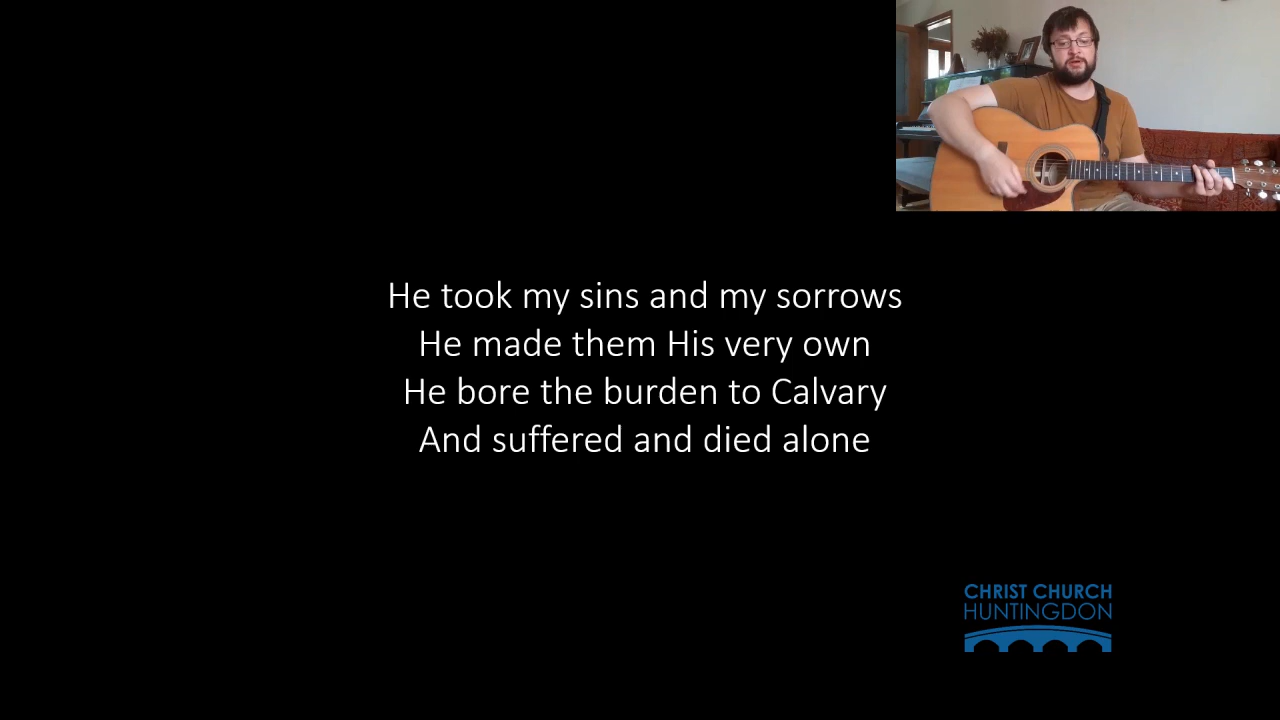 He took my sins and my sorrows
He made them His very own
He bore the burden to Calvary
And suffered and died alone
CHRIST CHURCH
HUNTINGDON